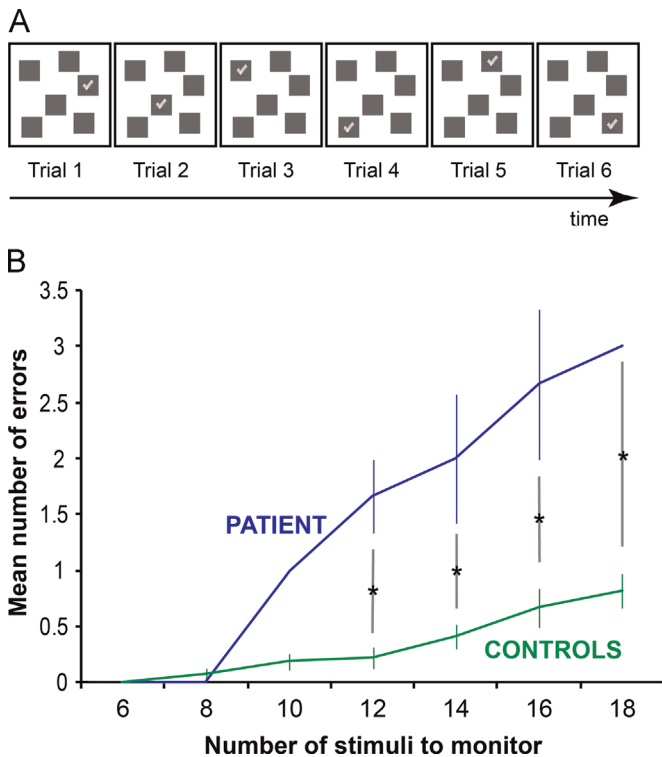 A
Trial 1 Trial 2 Trial 3 Trial 4 Trial 5 Trial 6
time
B
Mean number of errors
3.5
3
2.5
2
1.5
1
0.5
0
PATIENT
CONTROLS
* * * *
6 8 10 12 14 16 18
Number of stimuli to monitor